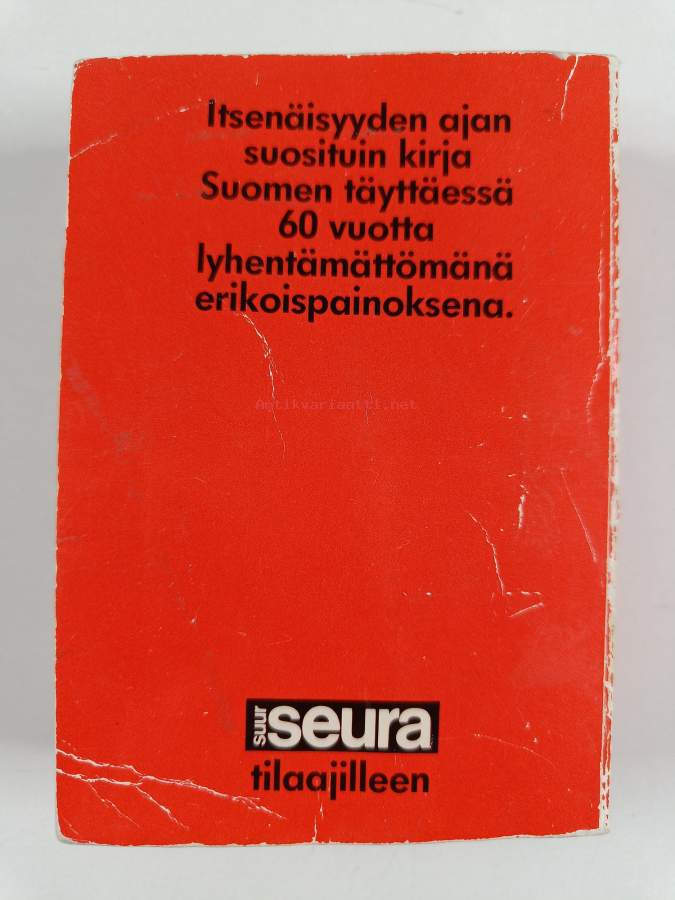 Itsenäisyyden ajan
suosituin kirja
Suomen täyttäessä
60 vuotta
lyhentämättömänä
erikoispainoksena.
Antikvariaatti.net
suur seura
tilaajilleen